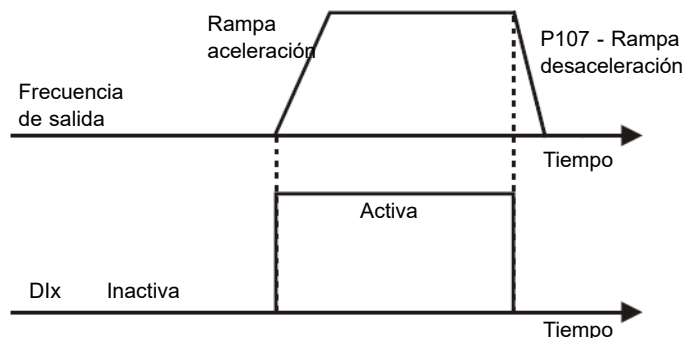 Rampa
aceleración
P107 - Rampa
desaceleración
Frecuencia
de salida
Tiempo
Activa
DIx Inactiva
Tiempo